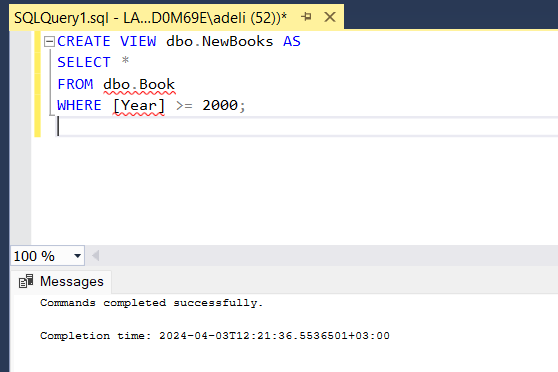 SQLQuery1.sql - LA...D0M69E\adeli (52))*
CREATE VIEW dbo.NewBooks AS
SELECT *
FROM dbo.Book
WHERE [Year] >= 2000;
100 %
Messages
Commands completed successfully.
Completion time: 2024-04-03T12:21:36.5536501+03:00